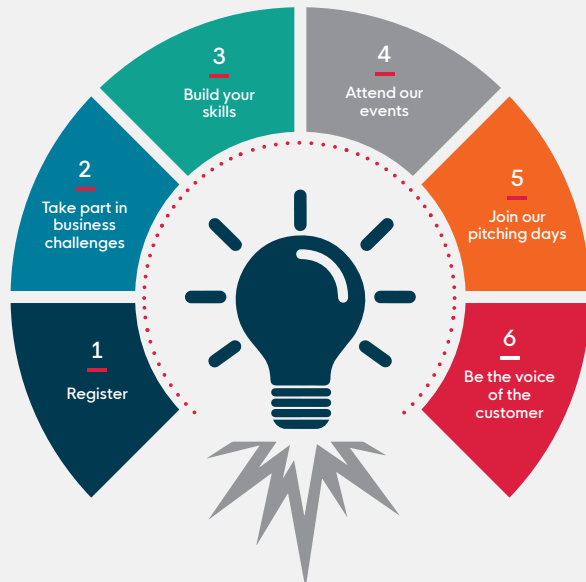 1
Register
2
Take part in
business
challenges
3
Build your
skills
4
Attend our
events
5
Join our
pitching days
6
Be the voice
of the
customer